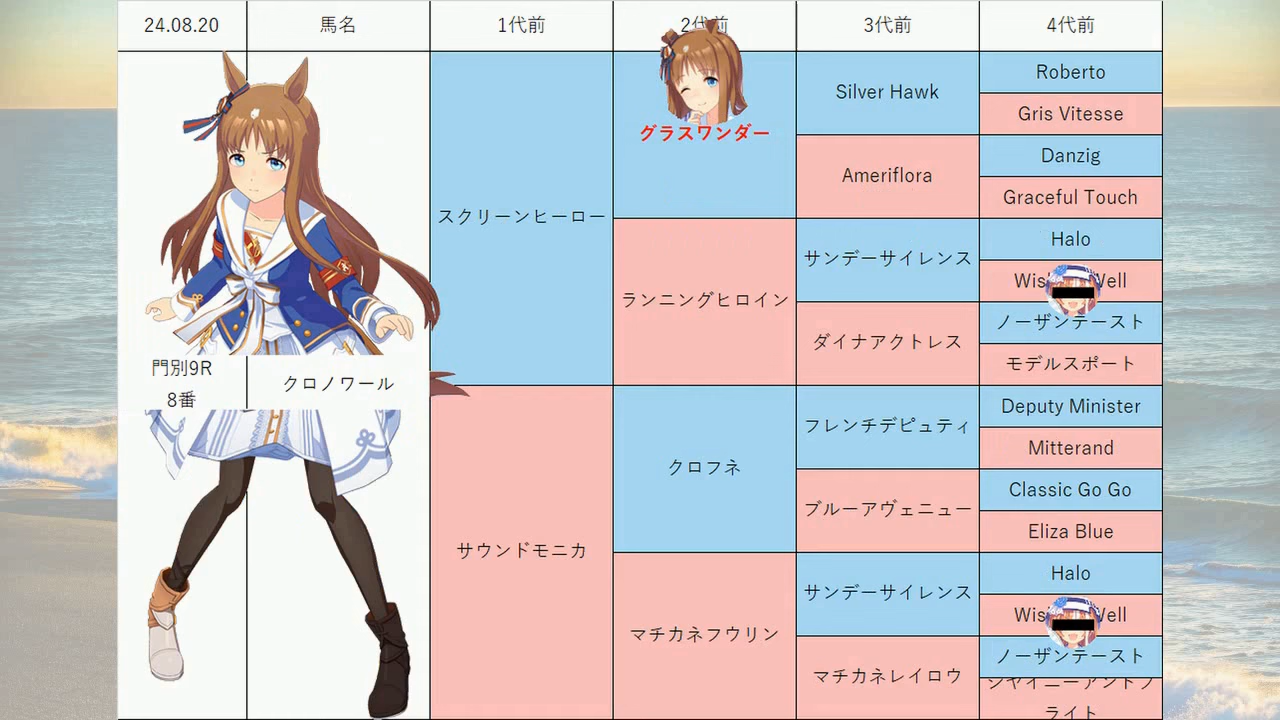 24.08.20
馬名
1代前
2代前
3代前
4代前
門別9R
8番
クロノワール
スクリーンヒーロー
サウンドモニカ
グラスワンダー
ランニングヒロイン
クロフネ
マチカネフウリン
Silver Hawk
Ameriflora
サンデーサイレンス
ダイナアクトレス
フレンチデピュティ
ブルーアヴェニュー
サンデーサイレンス
マチカネレイロウ
Roberto
Gris Vitesse
Danzig
Graceful Touch
Halo
ノーザンテースト
モデルスポート
Deputy Minister
Mitterand
Classic Go Go
Eliza Blue
Halo
ノーザンテースト